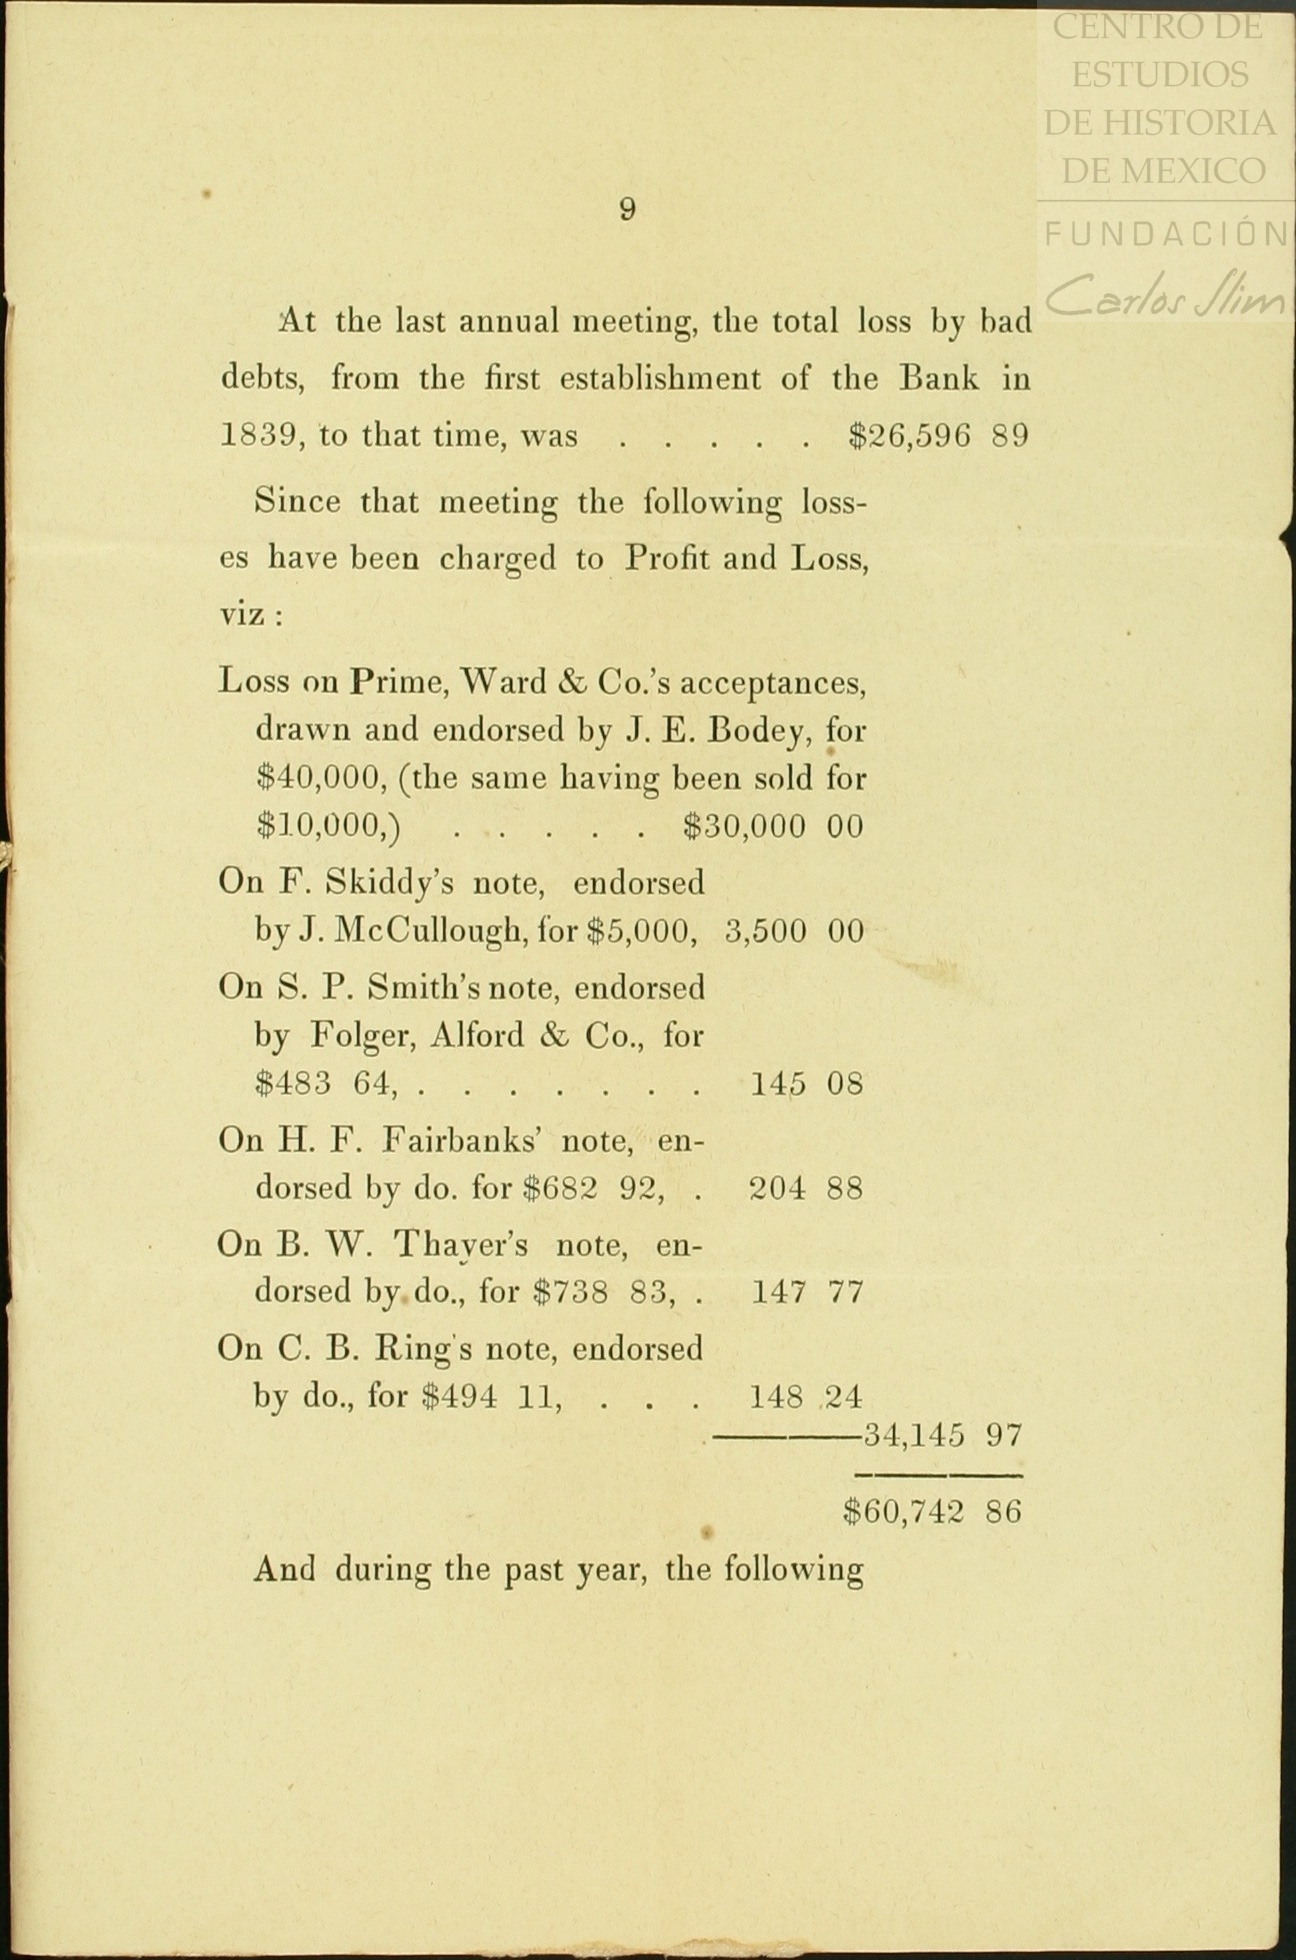 CENTRO DE
ESTUDIOS
DE HISTORIA
DE MEXICO
FUNDACIÓN
Carlos Slim
9
At the last annual meeting, the total loss by bad
debts, from the first establishment of the Bank in
1839, to that time, was . . . . . $26,596 89
Since that meeting the following loss-
es have been charged to Profit and Loss,
viz :
Loss on Prime, Ward & Co.'s acceptances,
drawn and endorsed by J. E. Bodey, for
$40,000, (the same having been sold for
$10,000,) . . . . . $30,000 00
On F. Skiddy's note, endorsed
by J. McCullough, for $5,000, 3,500 00
On S. P. Smith's note, endorsed
by Folger, Alford & Co., for
$483 64, . . . . . . . 145 08
On H. F. Fairbanks' note, en-
dorsed by do. for $682 92, . 204 88
On B. W. Thayer's note, en-
dorsed by do., for $738 83, . 147 77
On C. B. Ring's note, endorsed
by do., for $494 11, . . . 148 24
34,145 97
$60,742 86
And during the past year, the following